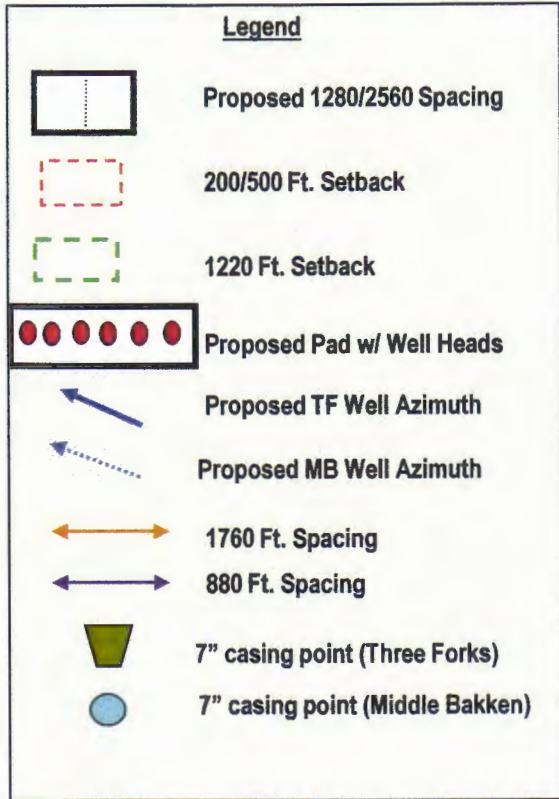 Legend
Proposed 1280/2560 Spacing
200/500 Ft. Setback
1220 Ft. Setback
Proposed Pad w/ Well Heads
Proposed TF Well Azimuth
Proposed MB Well Azimuth
1760 Ft. Spacing
880 Ft. Spacing
7” casing point (Three Forks)
7” casing point (Middle Bakken)